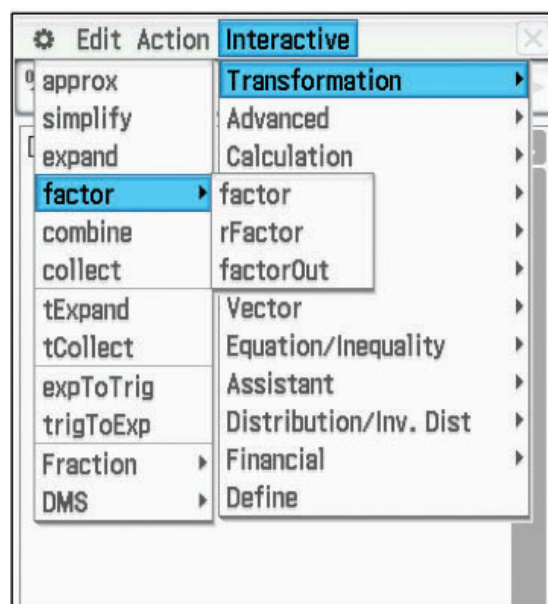 Edit Action Interactive
approx
simplify
expand
factor
combine
collect
tExpand
tCollect
expToTrig
trigToExp
Fraction
DMS
factor
rFactor
factorOut
Transformation
Advanced
Calculation
Vector
Equation/Inequality
Assistant
Distribution/Inv. Dist
Financial
Define